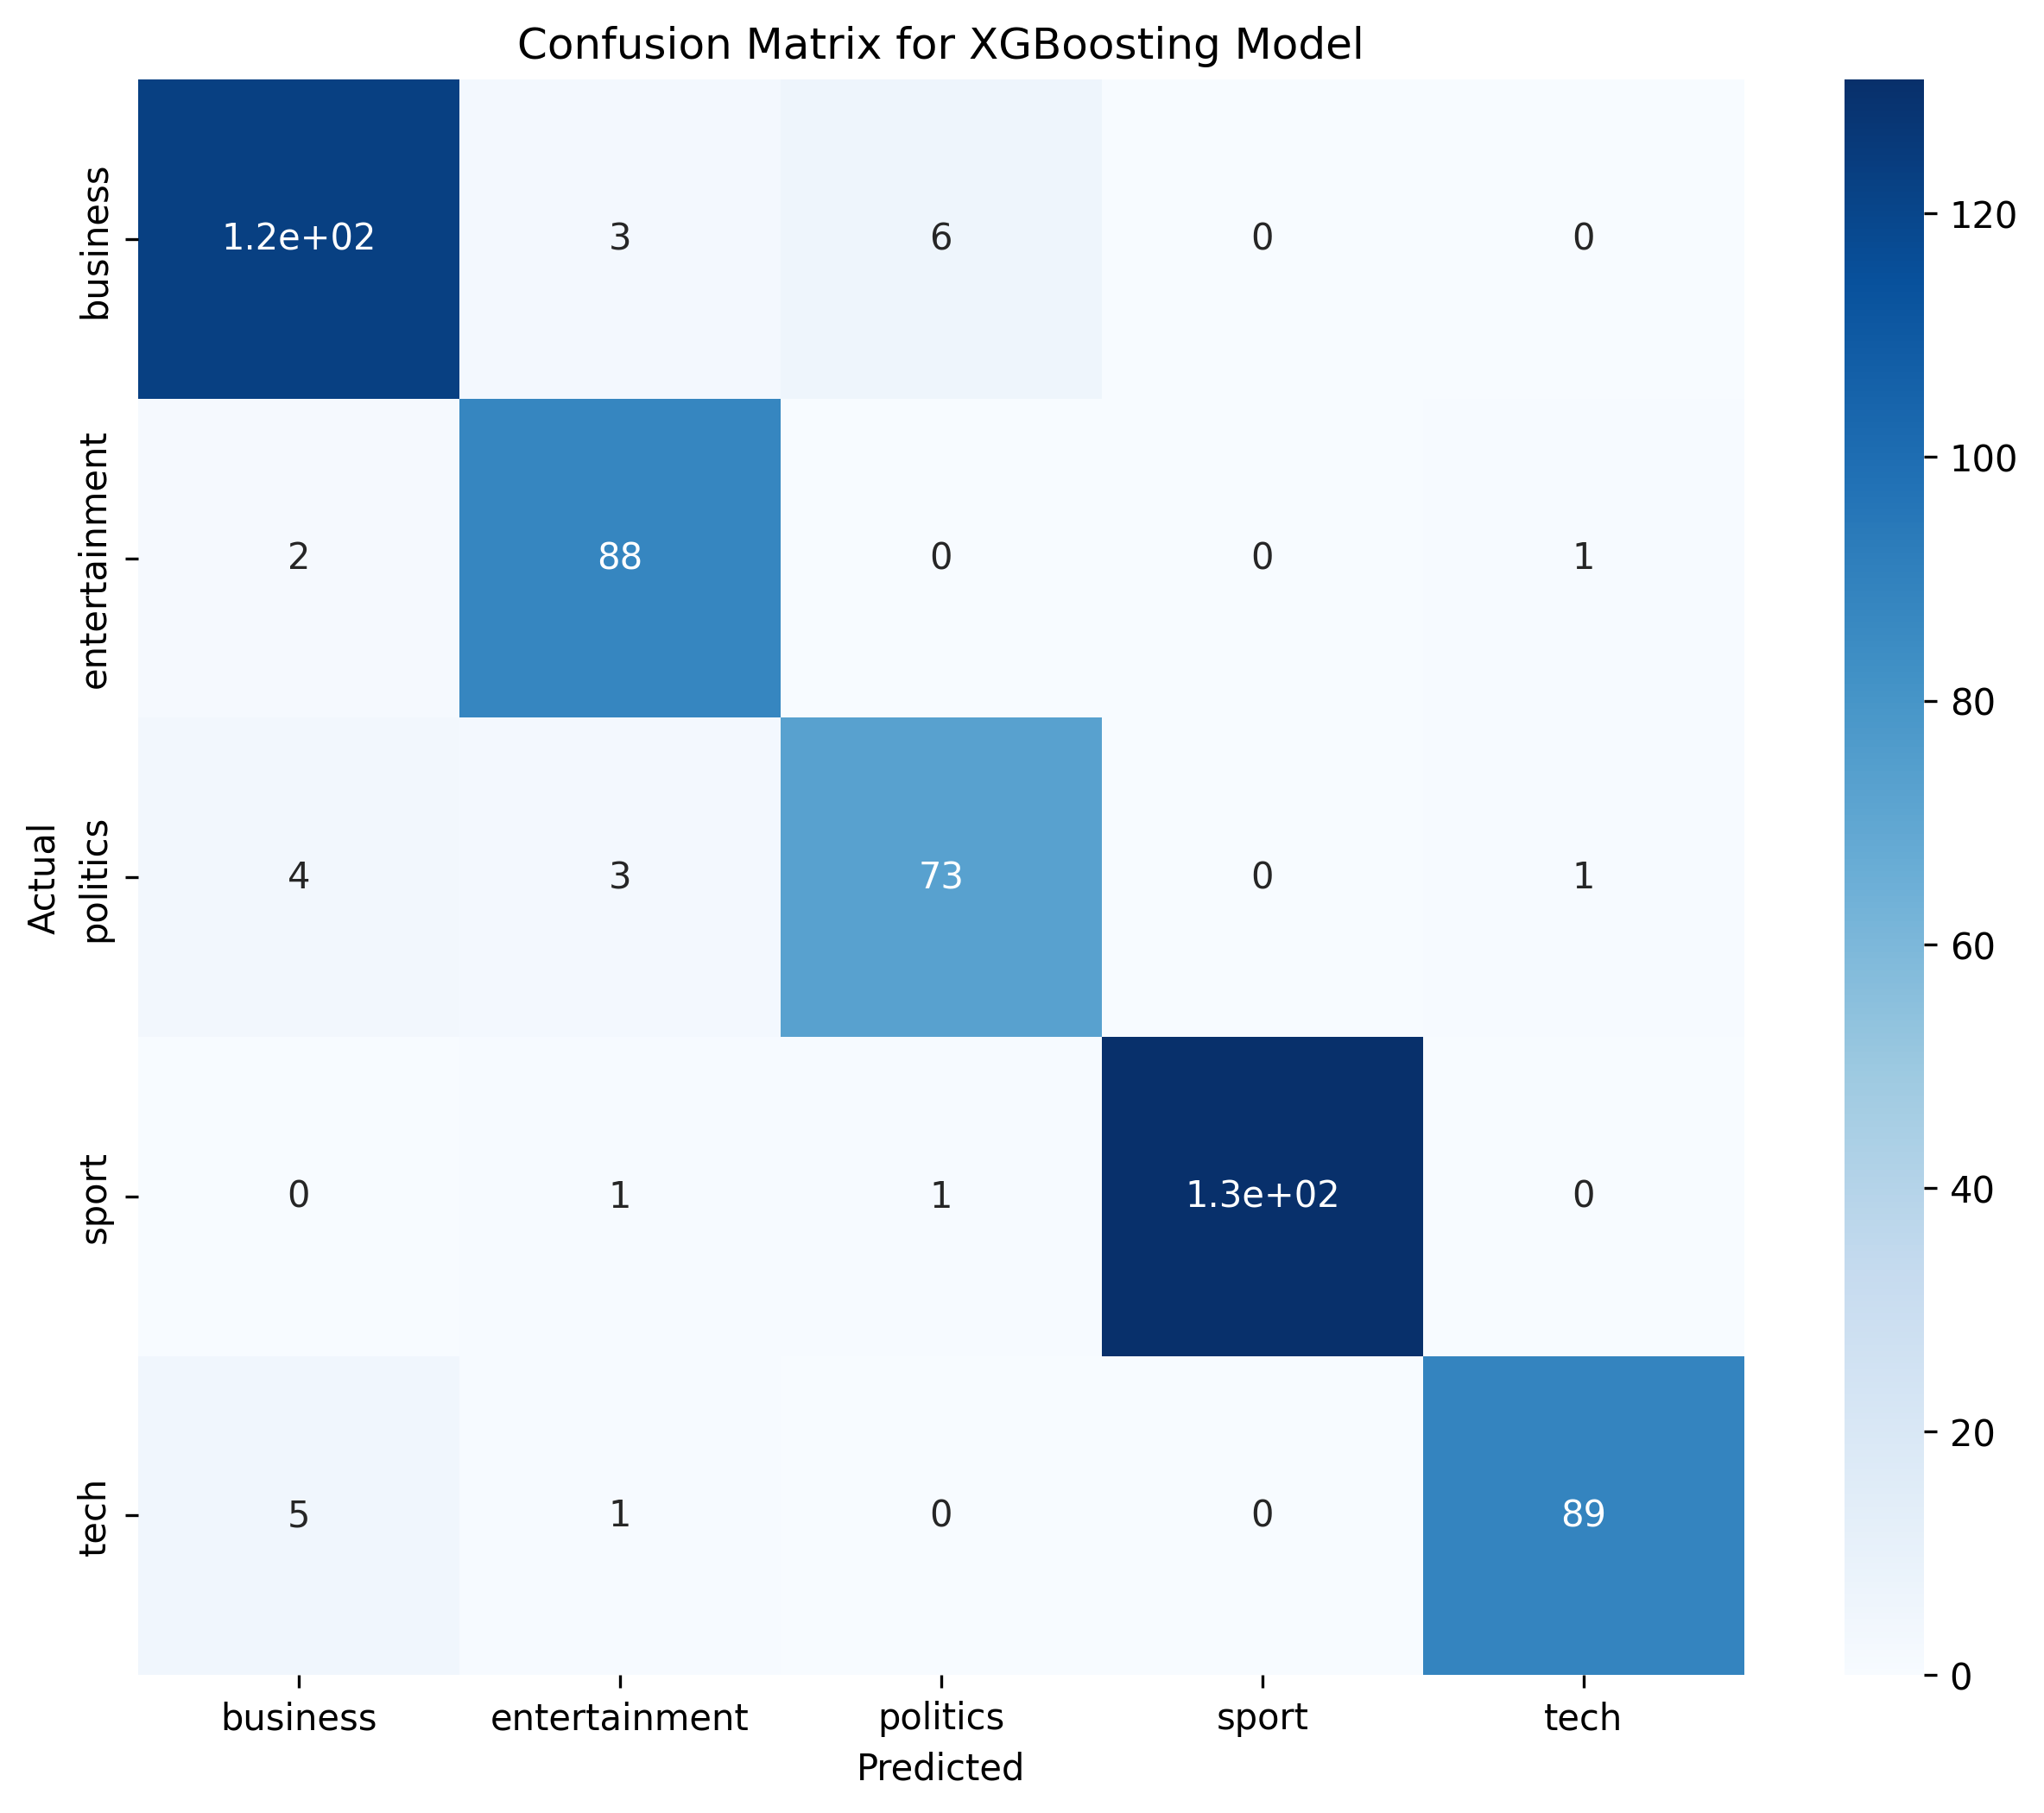 Confusion Matrix for XGBoosting Model
business 1.2e+02 3 6 0 0
entertainment 2 88 0 0 1
politics 4 3 73 0 1
sport 0 1 1 1.3e+02 0
tech 5 1 0 0 89
business entertainment politics sport tech
Predicted
Actual
120
100
80
60
40
20
0